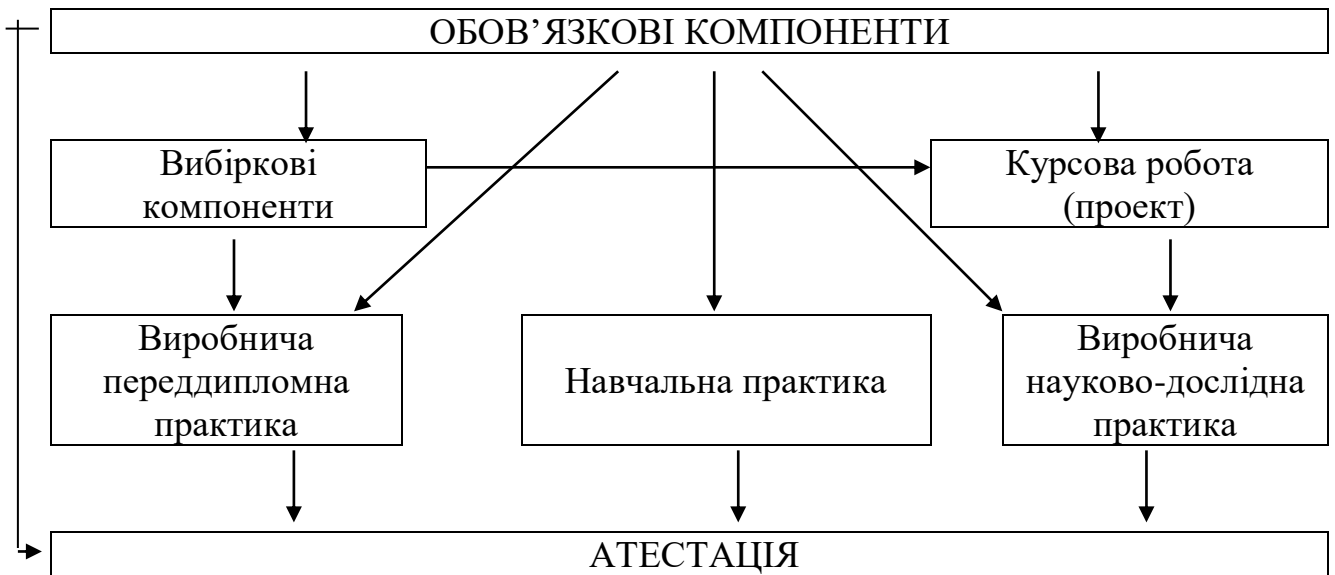 ОБОВ’ЯЗКОВІ КОМПОНЕНТИ
Вибіркові
компоненти
Курсова робота
(проект)
Виробнича
переддипломна
практика
Навчальна практика
Виробнича
науково-дослідна
практика
АТЕСТАЦІЯ